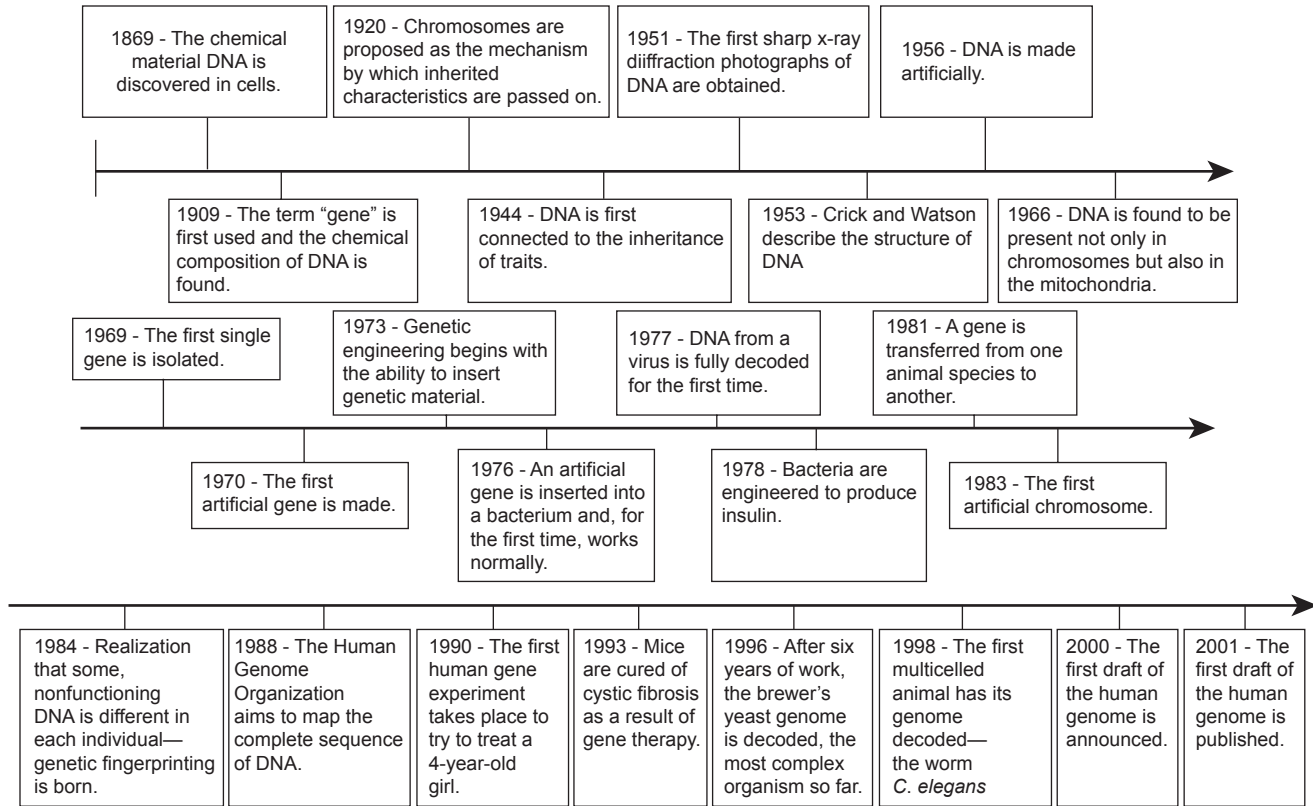 1869 - The chemical
material DNA is
discovered in cells.
1920 - Chromosomes are
proposed as the mechanism
by which inherited
characteristics are passed on.
1951 - The first sharp x-ray
diiffraction photographs of
DNA are obtained.
1956 - DNA is made
artificially.
1909 - The term “gene” is
first used and the chemical
composition of DNA is
found.
1944 - DNA is first
connected to the inheritance
of traits.
1953 - Crick and Watson
describe the structure of
DNA
1966 - DNA is found to be
present not only in
chromosomes but also in
the mitochondria.
1969 - The first single
gene is isolated.
1973 - Genetic
engineering begins with
the ability to insert
genetic material.
1977 - DNA from a
virus is fully decoded
for the first time.
1981 - A gene is
transferred from one
animal species to
another.
1970 - The first
artificial gene is made.
1976 - An artificial
gene is inserted into
a bacterium and, for
the first time, works
normally.
1978 - Bacteria are
engineered to produce
insulin.
1983 - The first
artificial chromosome.
1984 - Realization
that some,
nonfunctioning
DNA is different in
each individual—
genetic fingerprinting
is born.
1988 - The Human
Genome
Organization
aims to map the
complete sequence
of DNA.
1990 - The first
human gene
experiment
takes place to
try to treat a
4-year-old
girl.
1993 - Mice
are cured of
cystic fibrosis
as a result of
gene therapy.
1996 - After six
years of work,
the brewer’s
yeast genome
is decoded, the
most complex
organism so far.
1998 - The first
multicelled
animal has its
genome
decoded—
the worm
C. elegans
2000 - The
first draft of
the human
genome is
announced.
2001 - The
first draft of
the human
genome is
published.